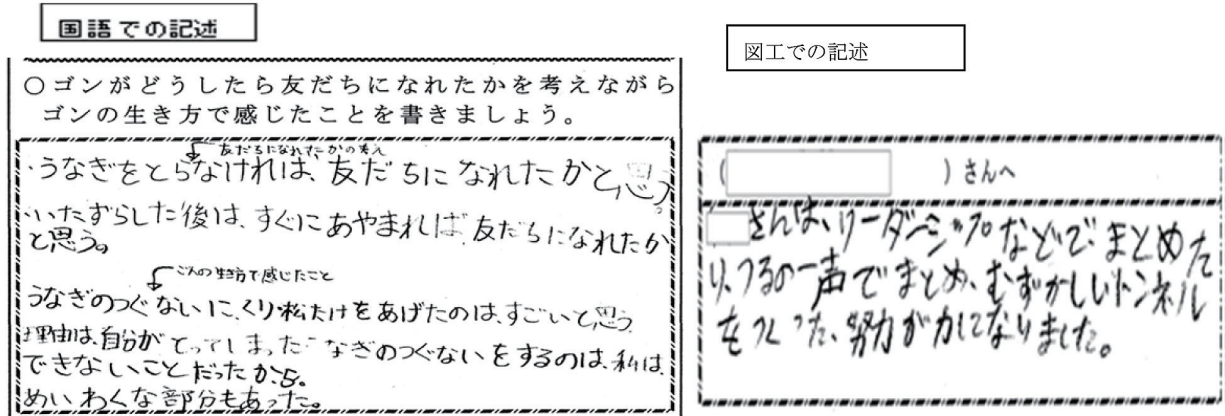 国語での記述
○ゴンがどうしたら友だちになれたかを考えながら
ゴンの生き方で感じたことを書きましょう。
友だちになれたかの考え
・うなぎをとらなければ、友だちになれたかと思う。
・いたずらした後は、すぐにあやまれば、友だちになれたか
と思う。
ごんの生き方で感じたこと
うなぎのつぐないに、くり松たけをあげたのは、すごいと思う
理由は、自分がとってしまったうなぎのつぐないをするのは、私は、
できないことだったから。
めいわくな部分もあった。
図工での記述
( )さんへ
さんは、リーダーシップなどで、まとめた
り、つるの一声でまとめ、むずかしいトンネル
をつくった、努力が力になりました。